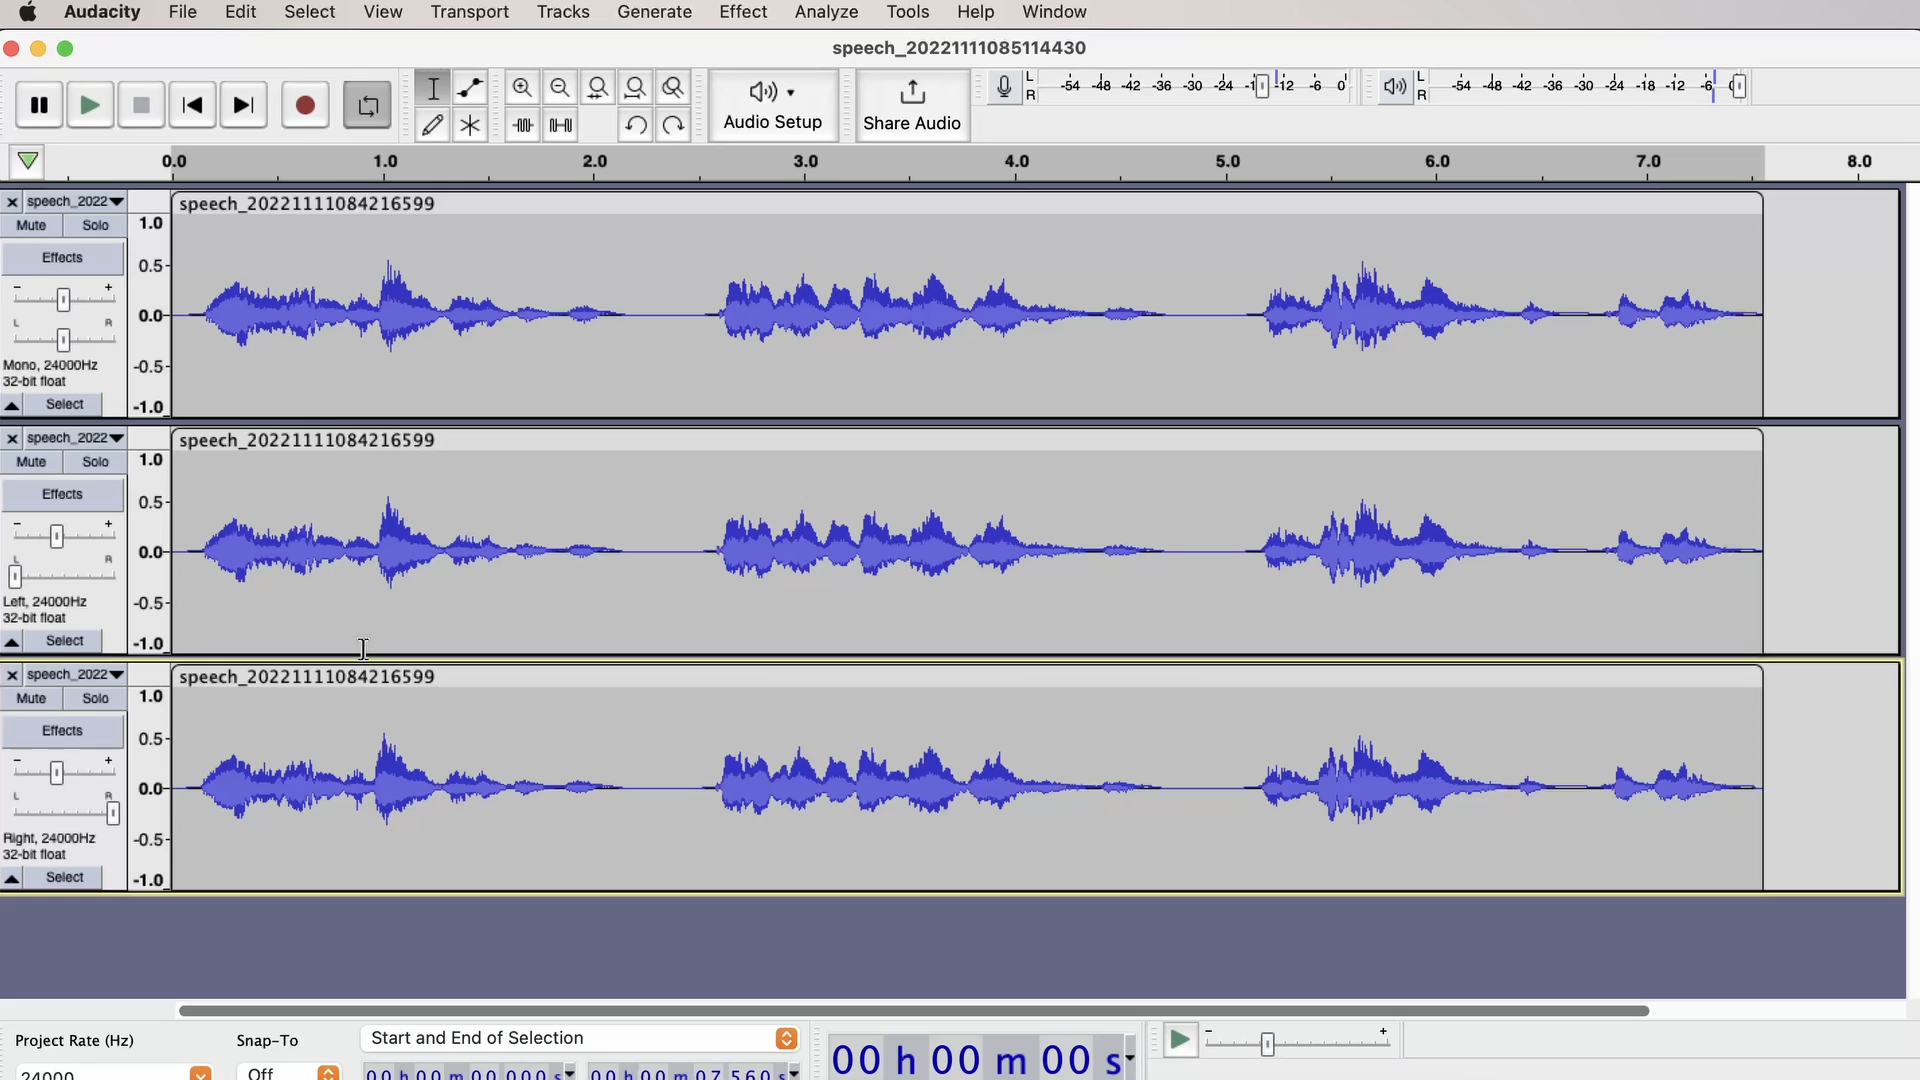 Audacity File Edit Select View Transport Tracks Generate Effect Analyze Tools Help Window
speech_20221111085114430
Audio Setup
Share Audio
L R -54 -48 -42 -36 -30 -24 -12 -6 0
L R -54 -48 -42 -36 -30 -24 -18 -12 -6
0.0 1.0 2.0 3.0 4.0 5.0 6.0 7.0 8.0
speech_2022
speech_20221111084216599
Mute Solo
Effects
- +
L R
Mono, 24000Hz
32-bit float
Select
1.0
0.5
0.0
-0.5
-1.0
speech_2022
speech_20221111084216599
Mute Solo
Effects
- +
L R
Left, 24000Hz
32-bit float
Select
1.0
0.5
0.0
-0.5
-1.0
speech_2022
speech_20221111084216599
Mute Solo
Effects
- +
L R
Right, 24000Hz
32-bit float
Select
1.0
0.5
0.0
-0.5
-1.0
Project Rate (Hz)
Snap-To
Start and End of Selection
24000
Off
00 h 00 m 00.000 s
00 h 00 m 07.560 s
00 h 00 m 00 s
- +